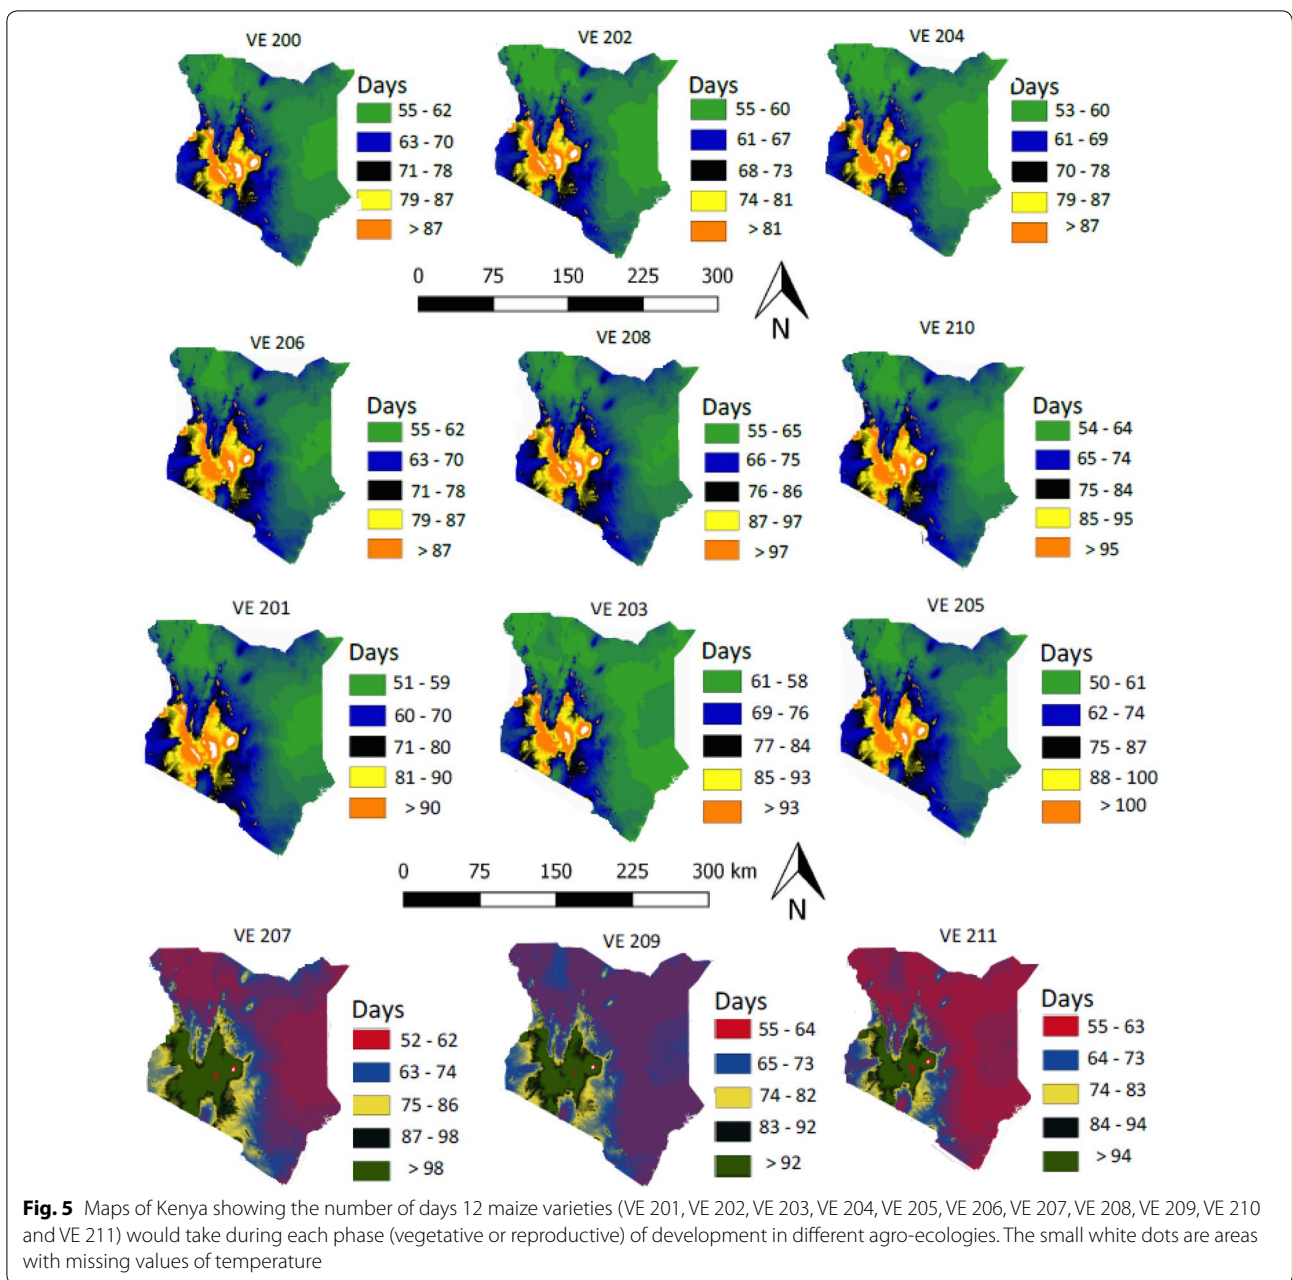 VE 200
Days
55 - 62
63 - 70
71 - 78
79 - 87
> 87
VE 202
Days
55 - 60
61 - 67
68 - 73
74 - 81
> 81
VE 204
Days
53 - 60
61 - 69
70 - 78
79 - 87
> 87
0 75 150 225 300
N
VE 206
Days
55 - 62
63 - 70
71 - 78
79 - 87
> 87
VE 208
Days
55 - 65
66 - 75
76 - 86
87 - 97
> 97
VE 210
Days
54 - 64
65 - 74
75 - 84
85 - 95
> 95
VE 201
Days
51 - 59
60 - 70
71 - 80
81 - 90
> 90
VE 203
Days
61 - 58
69 - 76
77 - 84
85 - 93
> 93
VE 205
Days
50 - 61
62 - 74
75 - 87
88 - 100
> 100
0 75 150 225 300 km
N
VE 207
Days
52 - 62
63 - 74
75 - 86
87 - 98
> 98
VE 209
Days
55 - 64
65 - 73
74 - 82
83 - 92
> 92
VE 211
Days
55 - 63
64 - 73
74 - 83
84 - 94
> 94
Fig. 5 Maps of Kenya showing the number of days 12 maize varieties (VE 201, VE 202, VE 203, VE 204, VE 205, VE 206, VE 207, VE 208, VE 209, VE 210
and VE 211) would take during each phase (vegetative or reproductive) of development in different agro-ecologies. The small white dots are areas
with missing values of temperature